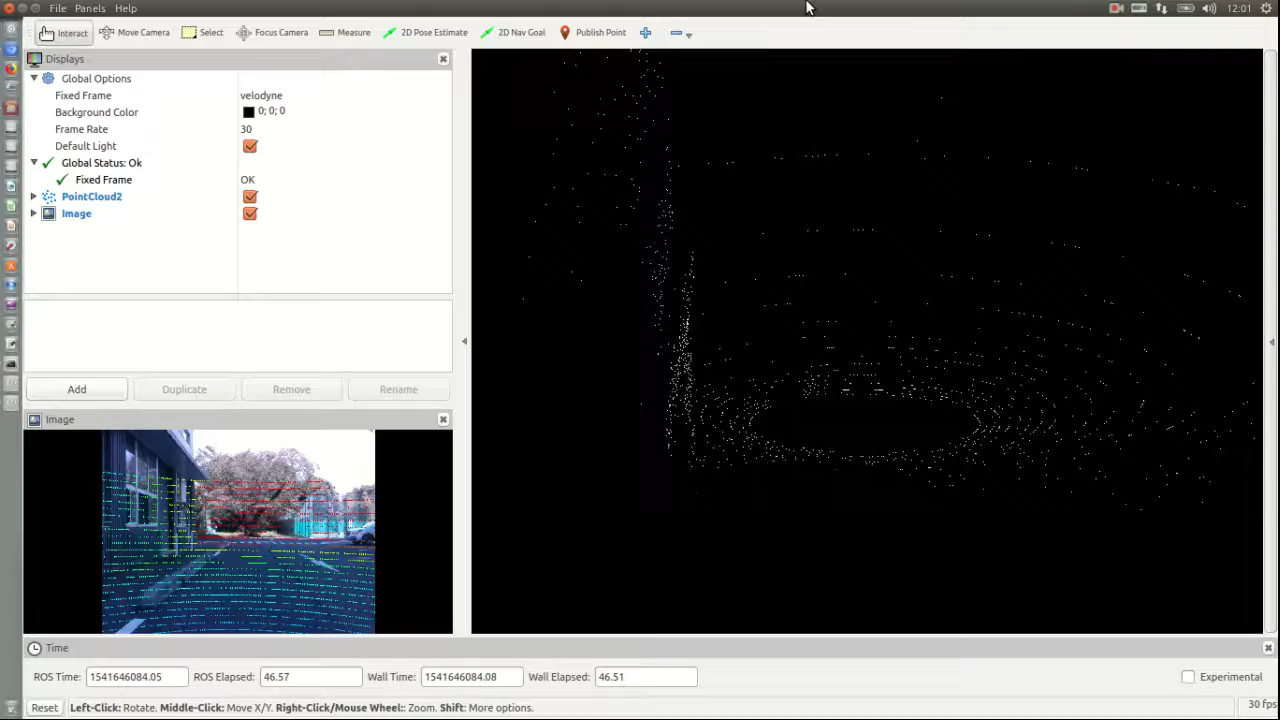 File Panels Help 12:01
Interact Move Camera Select Focus Camera Measure 2D Pose Estimate 2D Nav Goal Publish Point
Displays
Global Options
Fixed Frame velodyne
Background Color 0; 0; 0
Frame Rate 30
Default Light
Global Status: Ok
Fixed Frame OK
PointCloud2
Image
Add Duplicate Remove Rename
Image
Time
ROS Time: 1541646084.05 ROS Elapsed: 46.57 Wall Time: 1541646084.08 Wall Elapsed: 46.51 Experimental
Reset Left-Click: Rotate. Middle-Click: Move X/Y. Right-Click/Mouse Wheel:: Zoom. Shift: More options. 30 fps